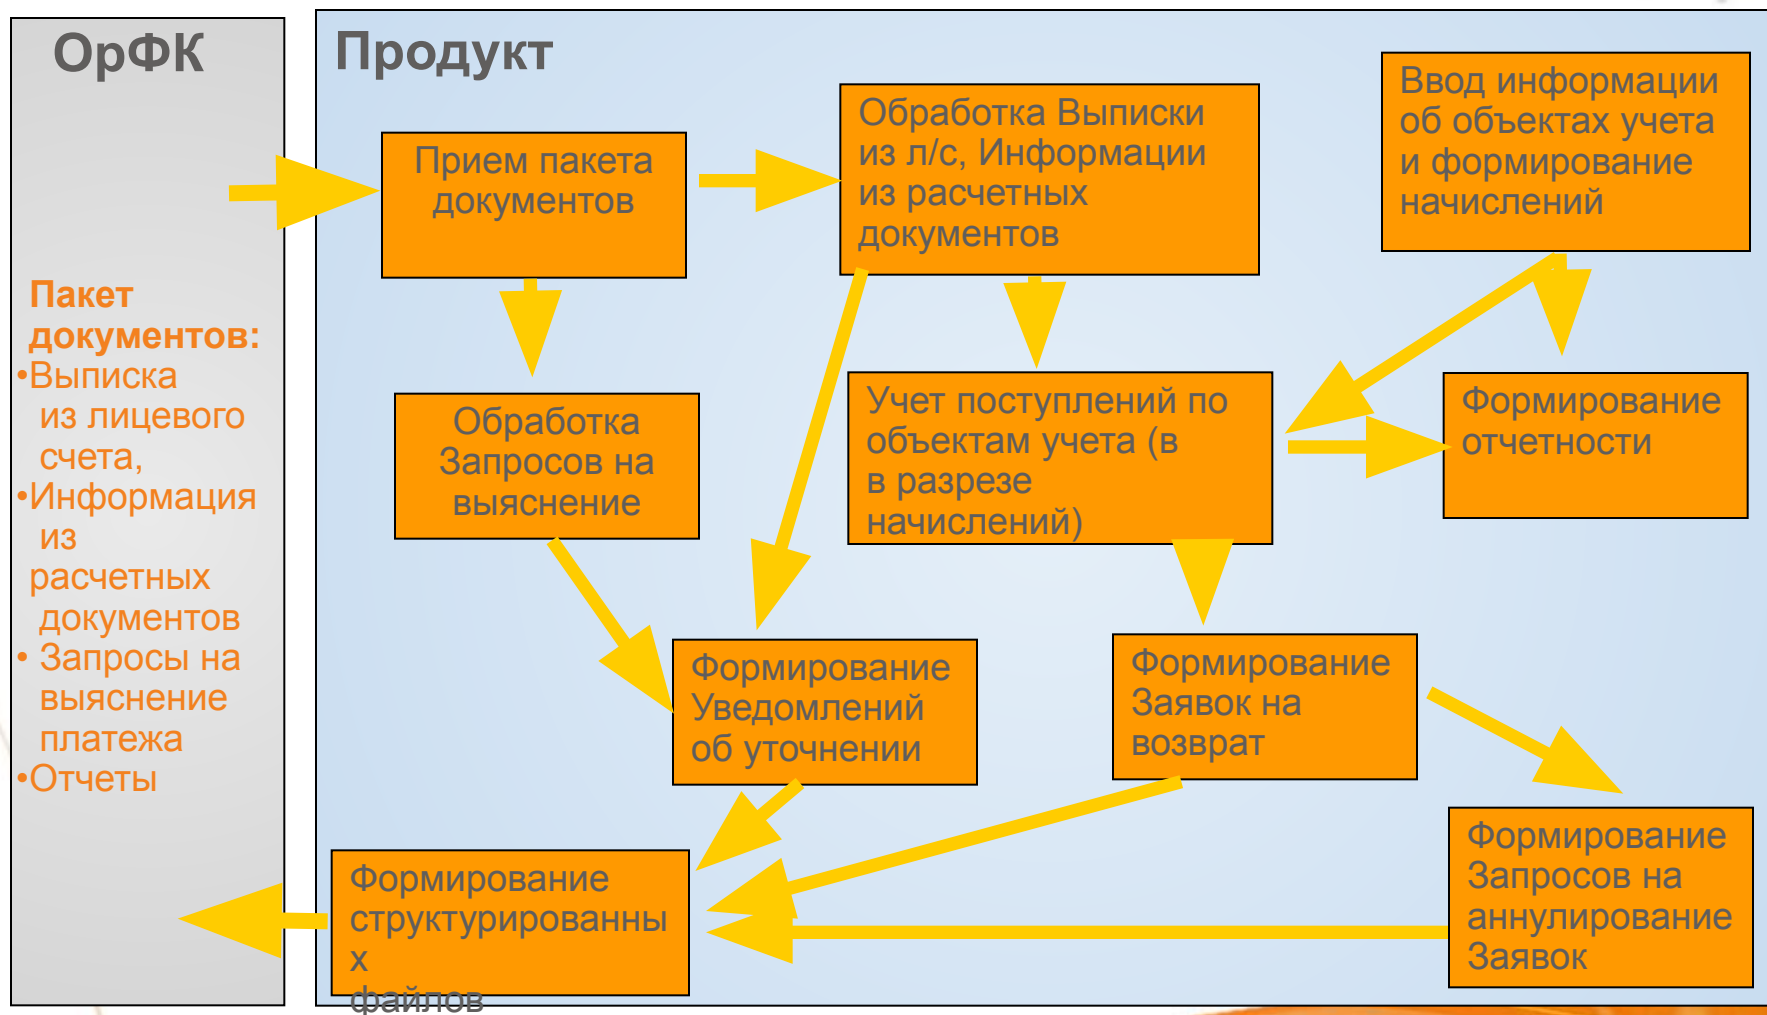 ОрФК
Пакет
документов:
•Выписка
из лицевого
счета,
•Информация
из
расчетных
документов
• Запросы на
выяснение
платежа
•Отчеты
Продукт
Прием пакета
документов
Обработка Выписки
из л/с, Информации
из расчетных
документов
Ввод информации
об объектах учета
и формирование
начислений
Обработка
Запросов на
выяснение
Учет поступлений по
объектам учета (в
в разрезе
начислений)
Формирование
отчетности
Формирование
Уведомлений
об уточнении
Формирование
Заявок на
возврат
Формирование
структурированны
х
файлов
Формирование
Запросов на
аннулирование
Заявок